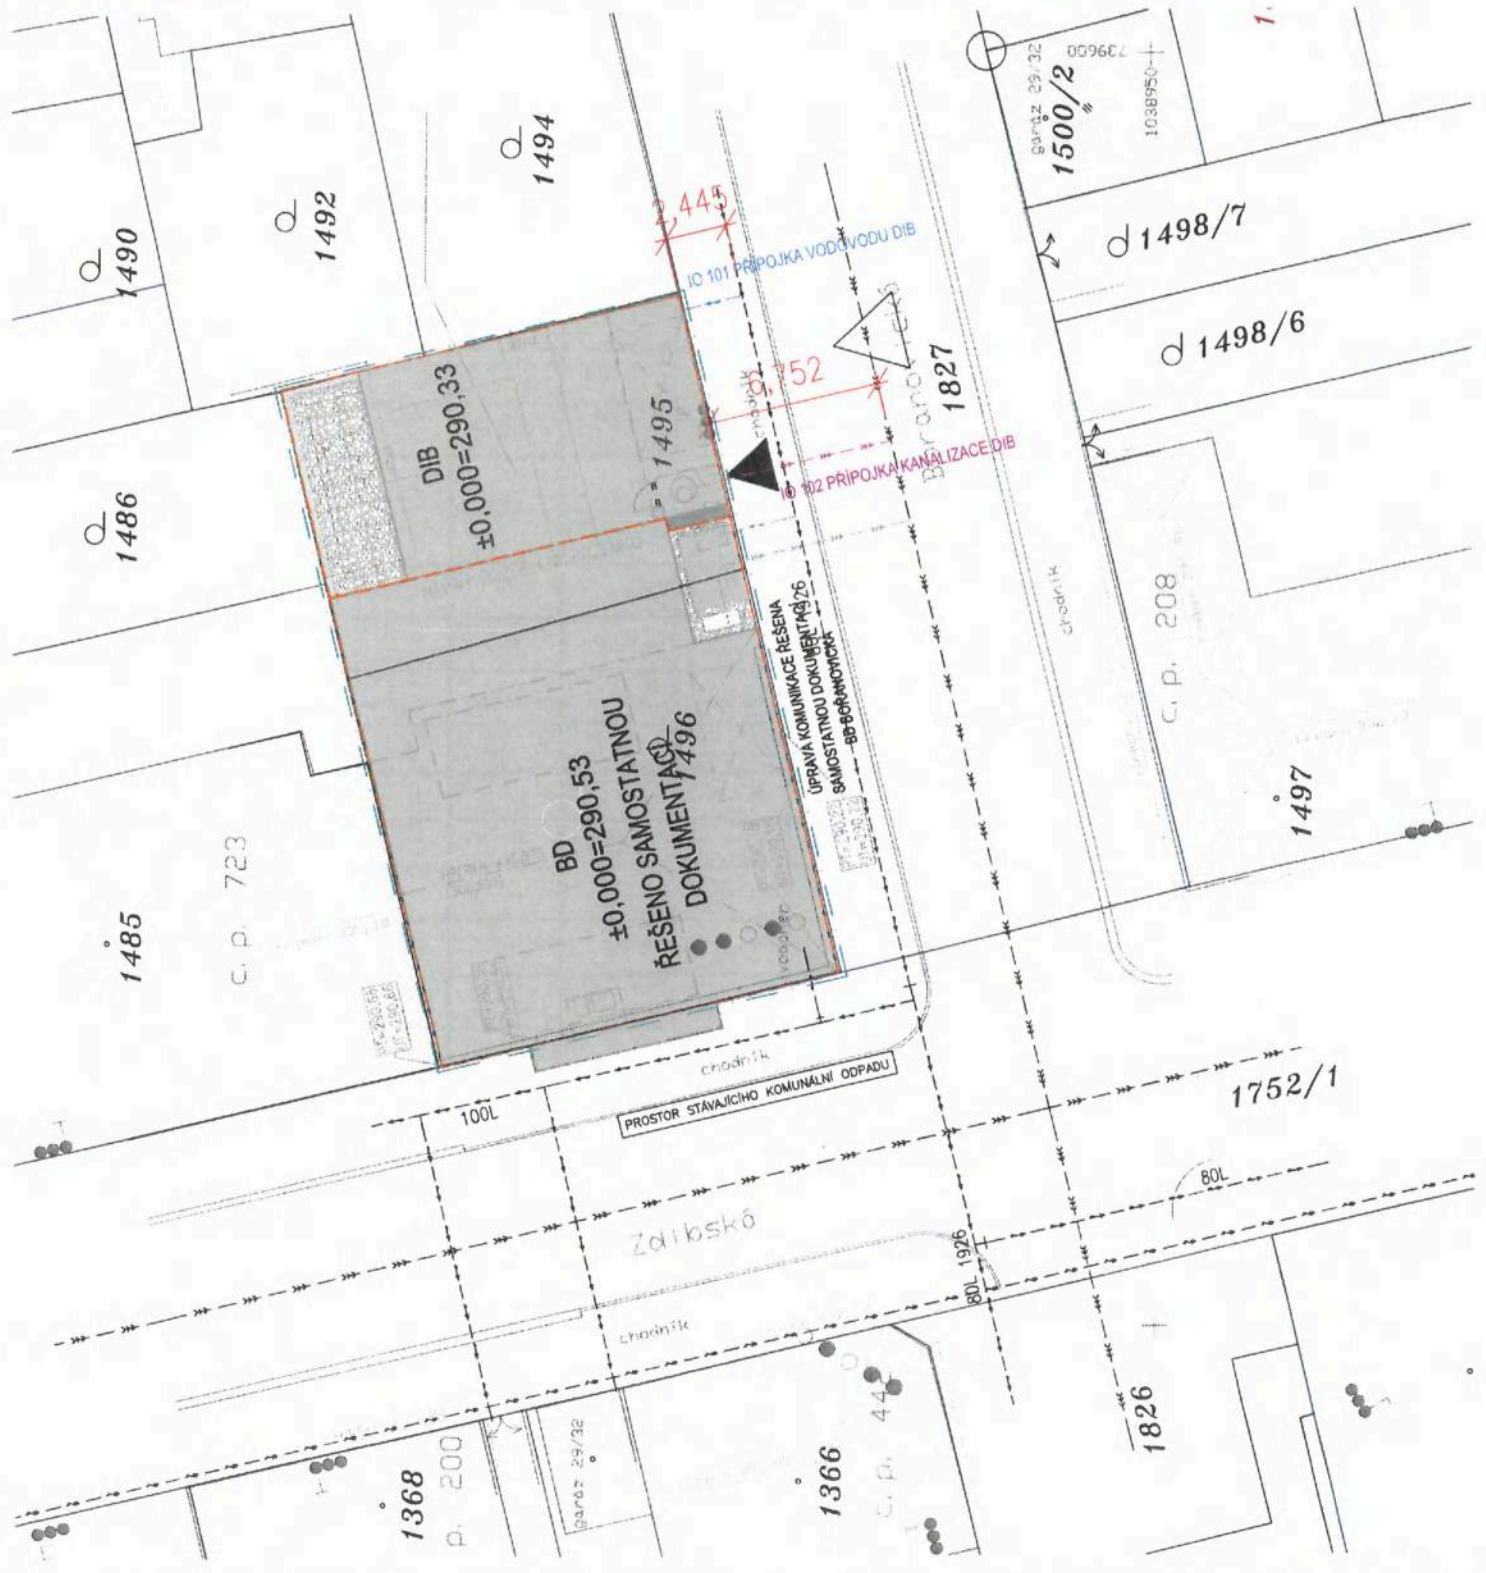 1490
1492
1494
garáž 29/32
1500/2
739600
1038950
2,445
IO 101 PŘÍPOJKA VODOVODU DIB
1498/7
1498/6
1486
DIB
±0,000=290,33
1495
6,752
chodník
1827
IO 102 PŘÍPOJKA KANALIZACE DIB
chodník
č. p. 208
1497
ÚPRAVA KOMUNIKACE ŘEŠENA
SAMOSTATNOU DOKUMENTACÍ
BD BOŘANOVICKÁ
BD
±0,000=290,53
ŘEŠENO SAMOSTATNOU
DOKUMENTACÍ
1496
1485
č. p. 723
100L
chodník
PROSTOR STÁVAJÍCÍHO KOMUNÁLNÍ ODPADU
1752/1
Zdibská
80L
80L 1926
chodník
1826
1368
p. 200
garáž 29/32
1366
č. p.